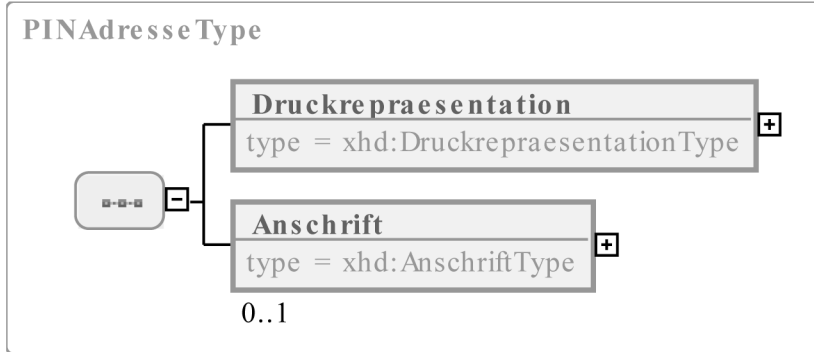 PINAdresseType
Druckrepraesentation
type = xhd:DruckrepraesentationType
Anschrift
type = xhd:AnschriftType
0..1